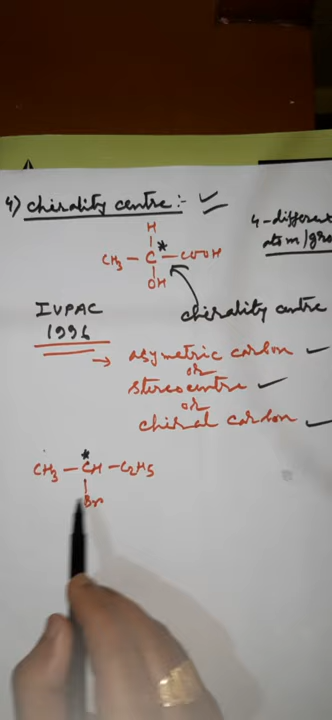 4) chirality centre :-
4-different
atom/gro
H
CH3 - C* - COOH
OH
chirality centre
IUPAC
1996
→ asymetric carbon
or
stereocentre
or
chiral carbon
*
CH3 - CH - C2H5
Br